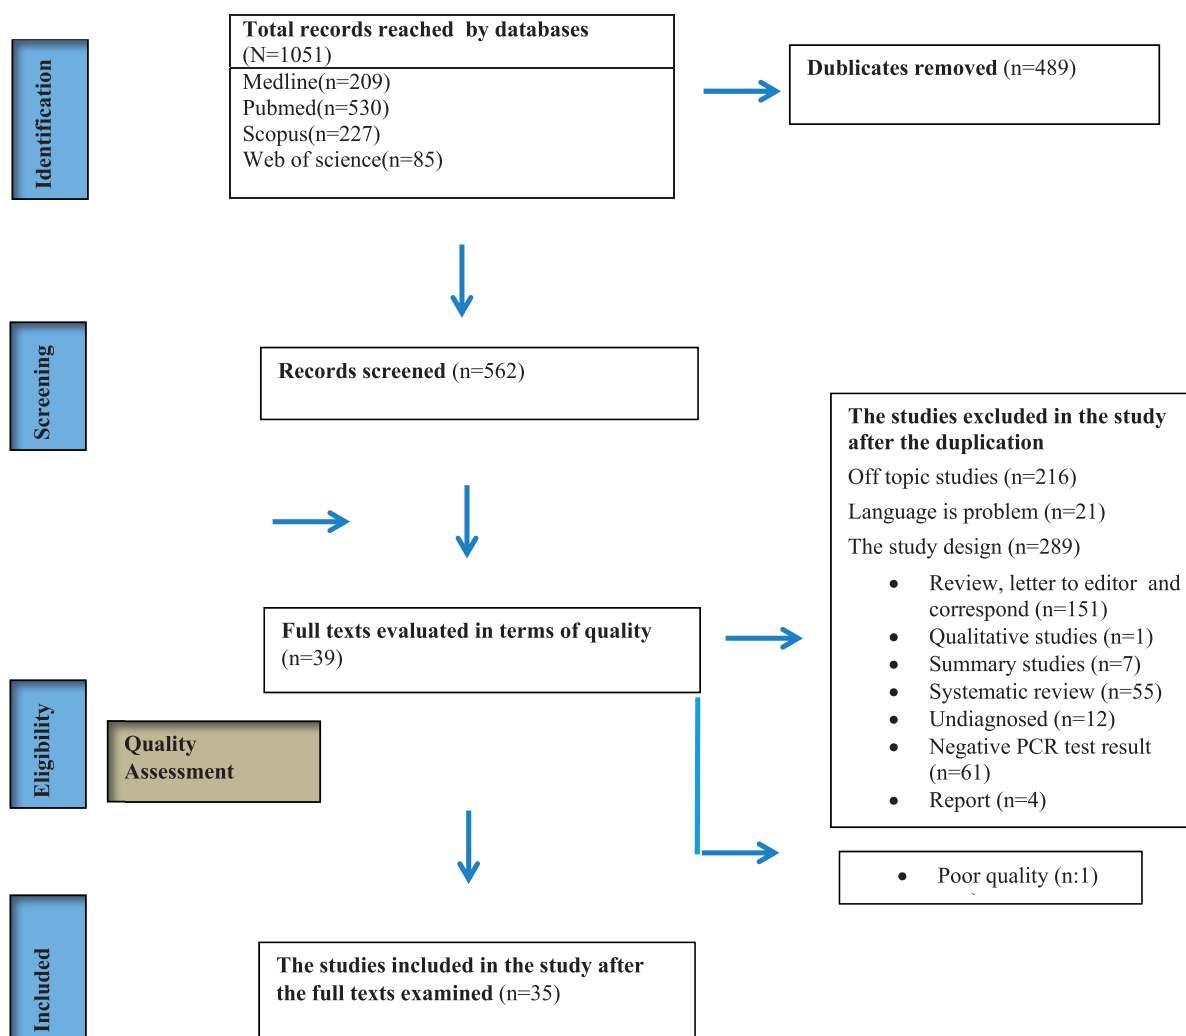 Identification
Total records reached by databases
(N=1051)
Medline(n=209)
Pubmed(n=530)
Scopus(n=227)
Web of science(n=85)
Dublicates removed (n=489)
Screening
Records screened (n=562)
The studies excluded in the study
after the duplication
Off topic studies (n=216)
Language is problem (n=21)
The study design (n=289)
• Review, letter to editor and
correspond (n=151)
• Qualitative studies (n=1)
• Summary studies (n=7)
• Systematic review (n=55)
• Undiagnosed (n=12)
• Negative PCR test result
(n=61)
• Report (n=4)
Full texts evaluated in terms of quality
(n=39)
Eligibility
Quality
Assessment
• Poor quality (n:1)
Included
The studies included in the study after
the full texts examined (n=35)